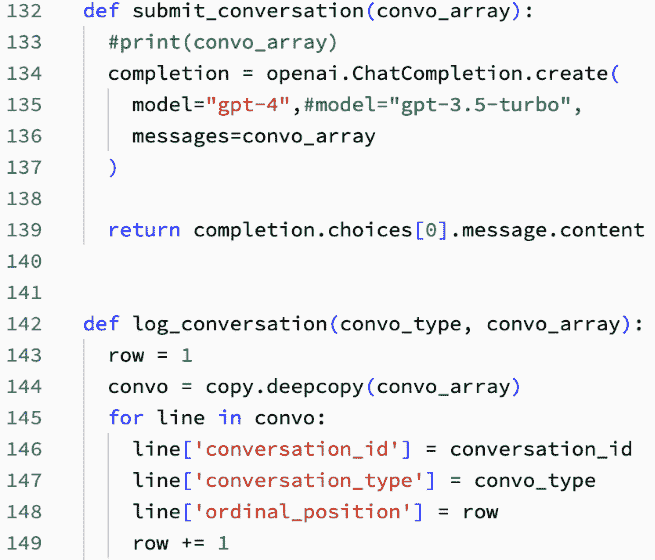 132 def submit_conversation(convo_array):
133 #print(convo_array)
134 completion = openai.ChatCompletion.create(
135 model="gpt-4",#model="gpt-3.5-turbo",
136 messages=convo_array
137 )
138
139 return completion.choices[0].message.content
140
141
142 def log_conversation(convo_type, convo_array):
143 row = 1
144 convo = copy.deepcopy(convo_array)
145 for line in convo:
146 line['conversation_id'] = conversation_id
147 line['conversation_type'] = convo_type
148 line['ordinal_position'] = row
149 row += 1